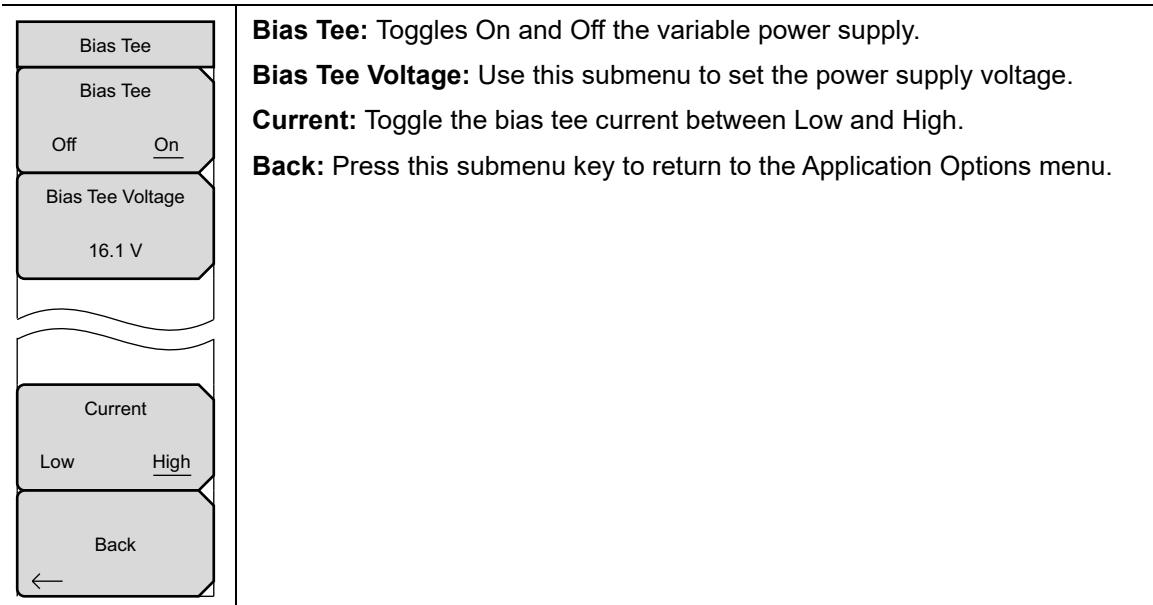 Bias Tee
Bias Tee
Off On
Bias Tee Voltage
16.1 V
Current
Low High
Back
Bias Tee: Toggles On and Off the variable power supply.
Bias Tee Voltage: Use this submenu to set the power supply voltage.
Current: Toggle the bias tee current between Low and High.
Back: Press this submenu key to return to the Application Options menu.